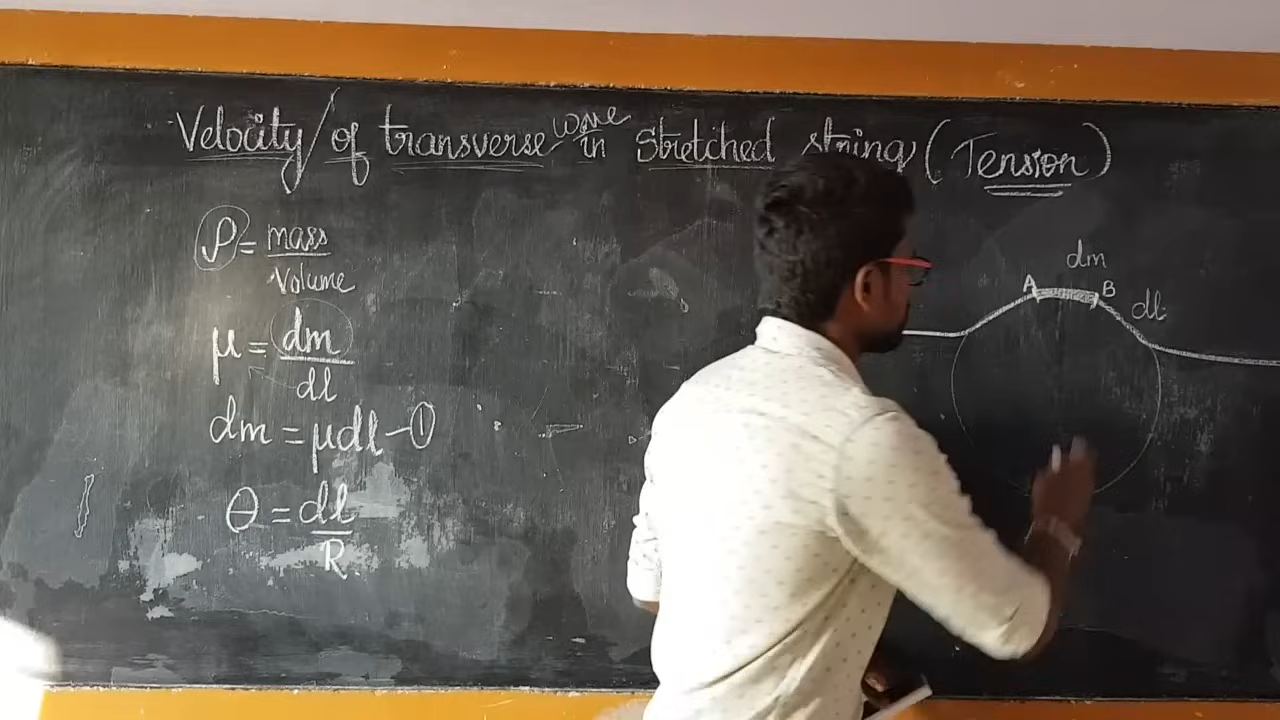 Velocity/of transverse wave in Stretched string (Tension)
ρ = mass
Volume
μ = dm
dl
dm = μdl - ①
θ = dl
R
dm
A B
dl